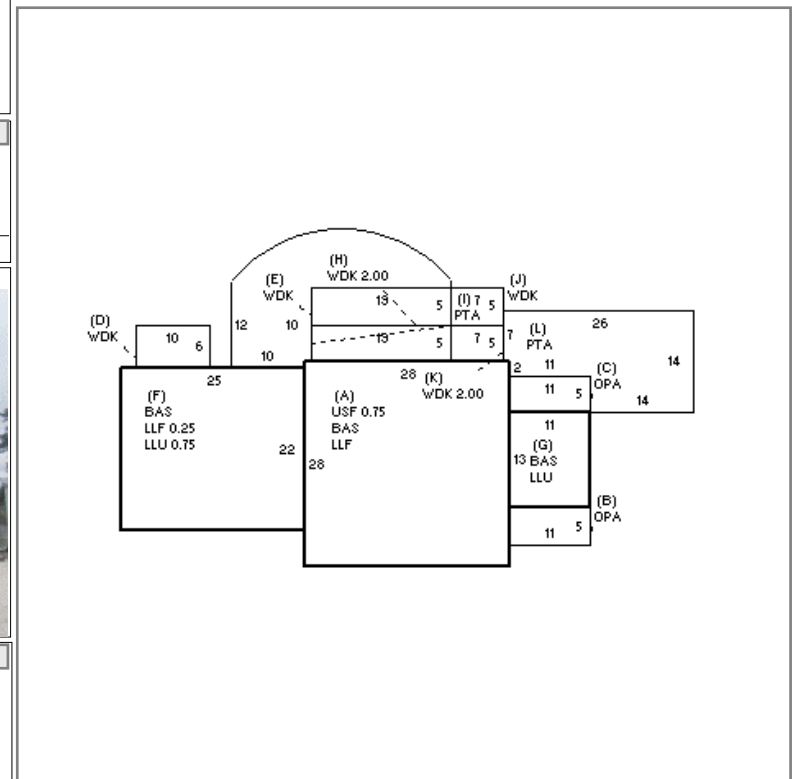 (H)
WDK 2.00
(E)
WDK
(J)
WDK
19
5
(I) 7
5
PTA
(D)
WDK
10
6
12
10
19
5
7
5
7
(L)
PTA
26
10
14
25
28
(K)
WDK 2.00
2
11
11
5
(C)
OPA
14
(F)
BAS
LLF 0.25
LLU 0.75
(A)
USF 0.75
BAS
LLF
22
28
11
(G)
13 BAS
LLU
(B)
OPA
11
5